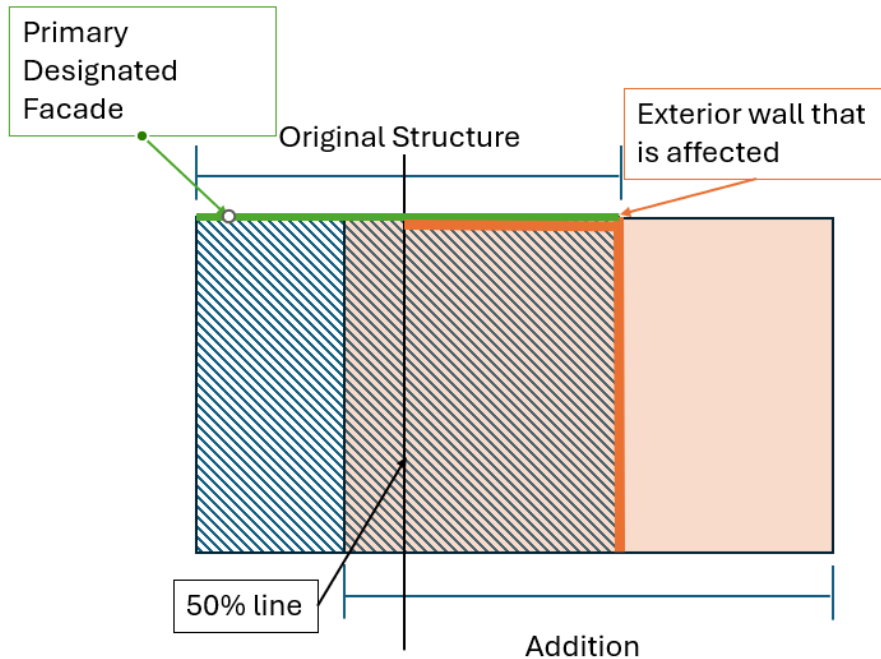 Primary
Designated
Facade
Original Structure
Exterior wall that
is affected
50% line
Addition